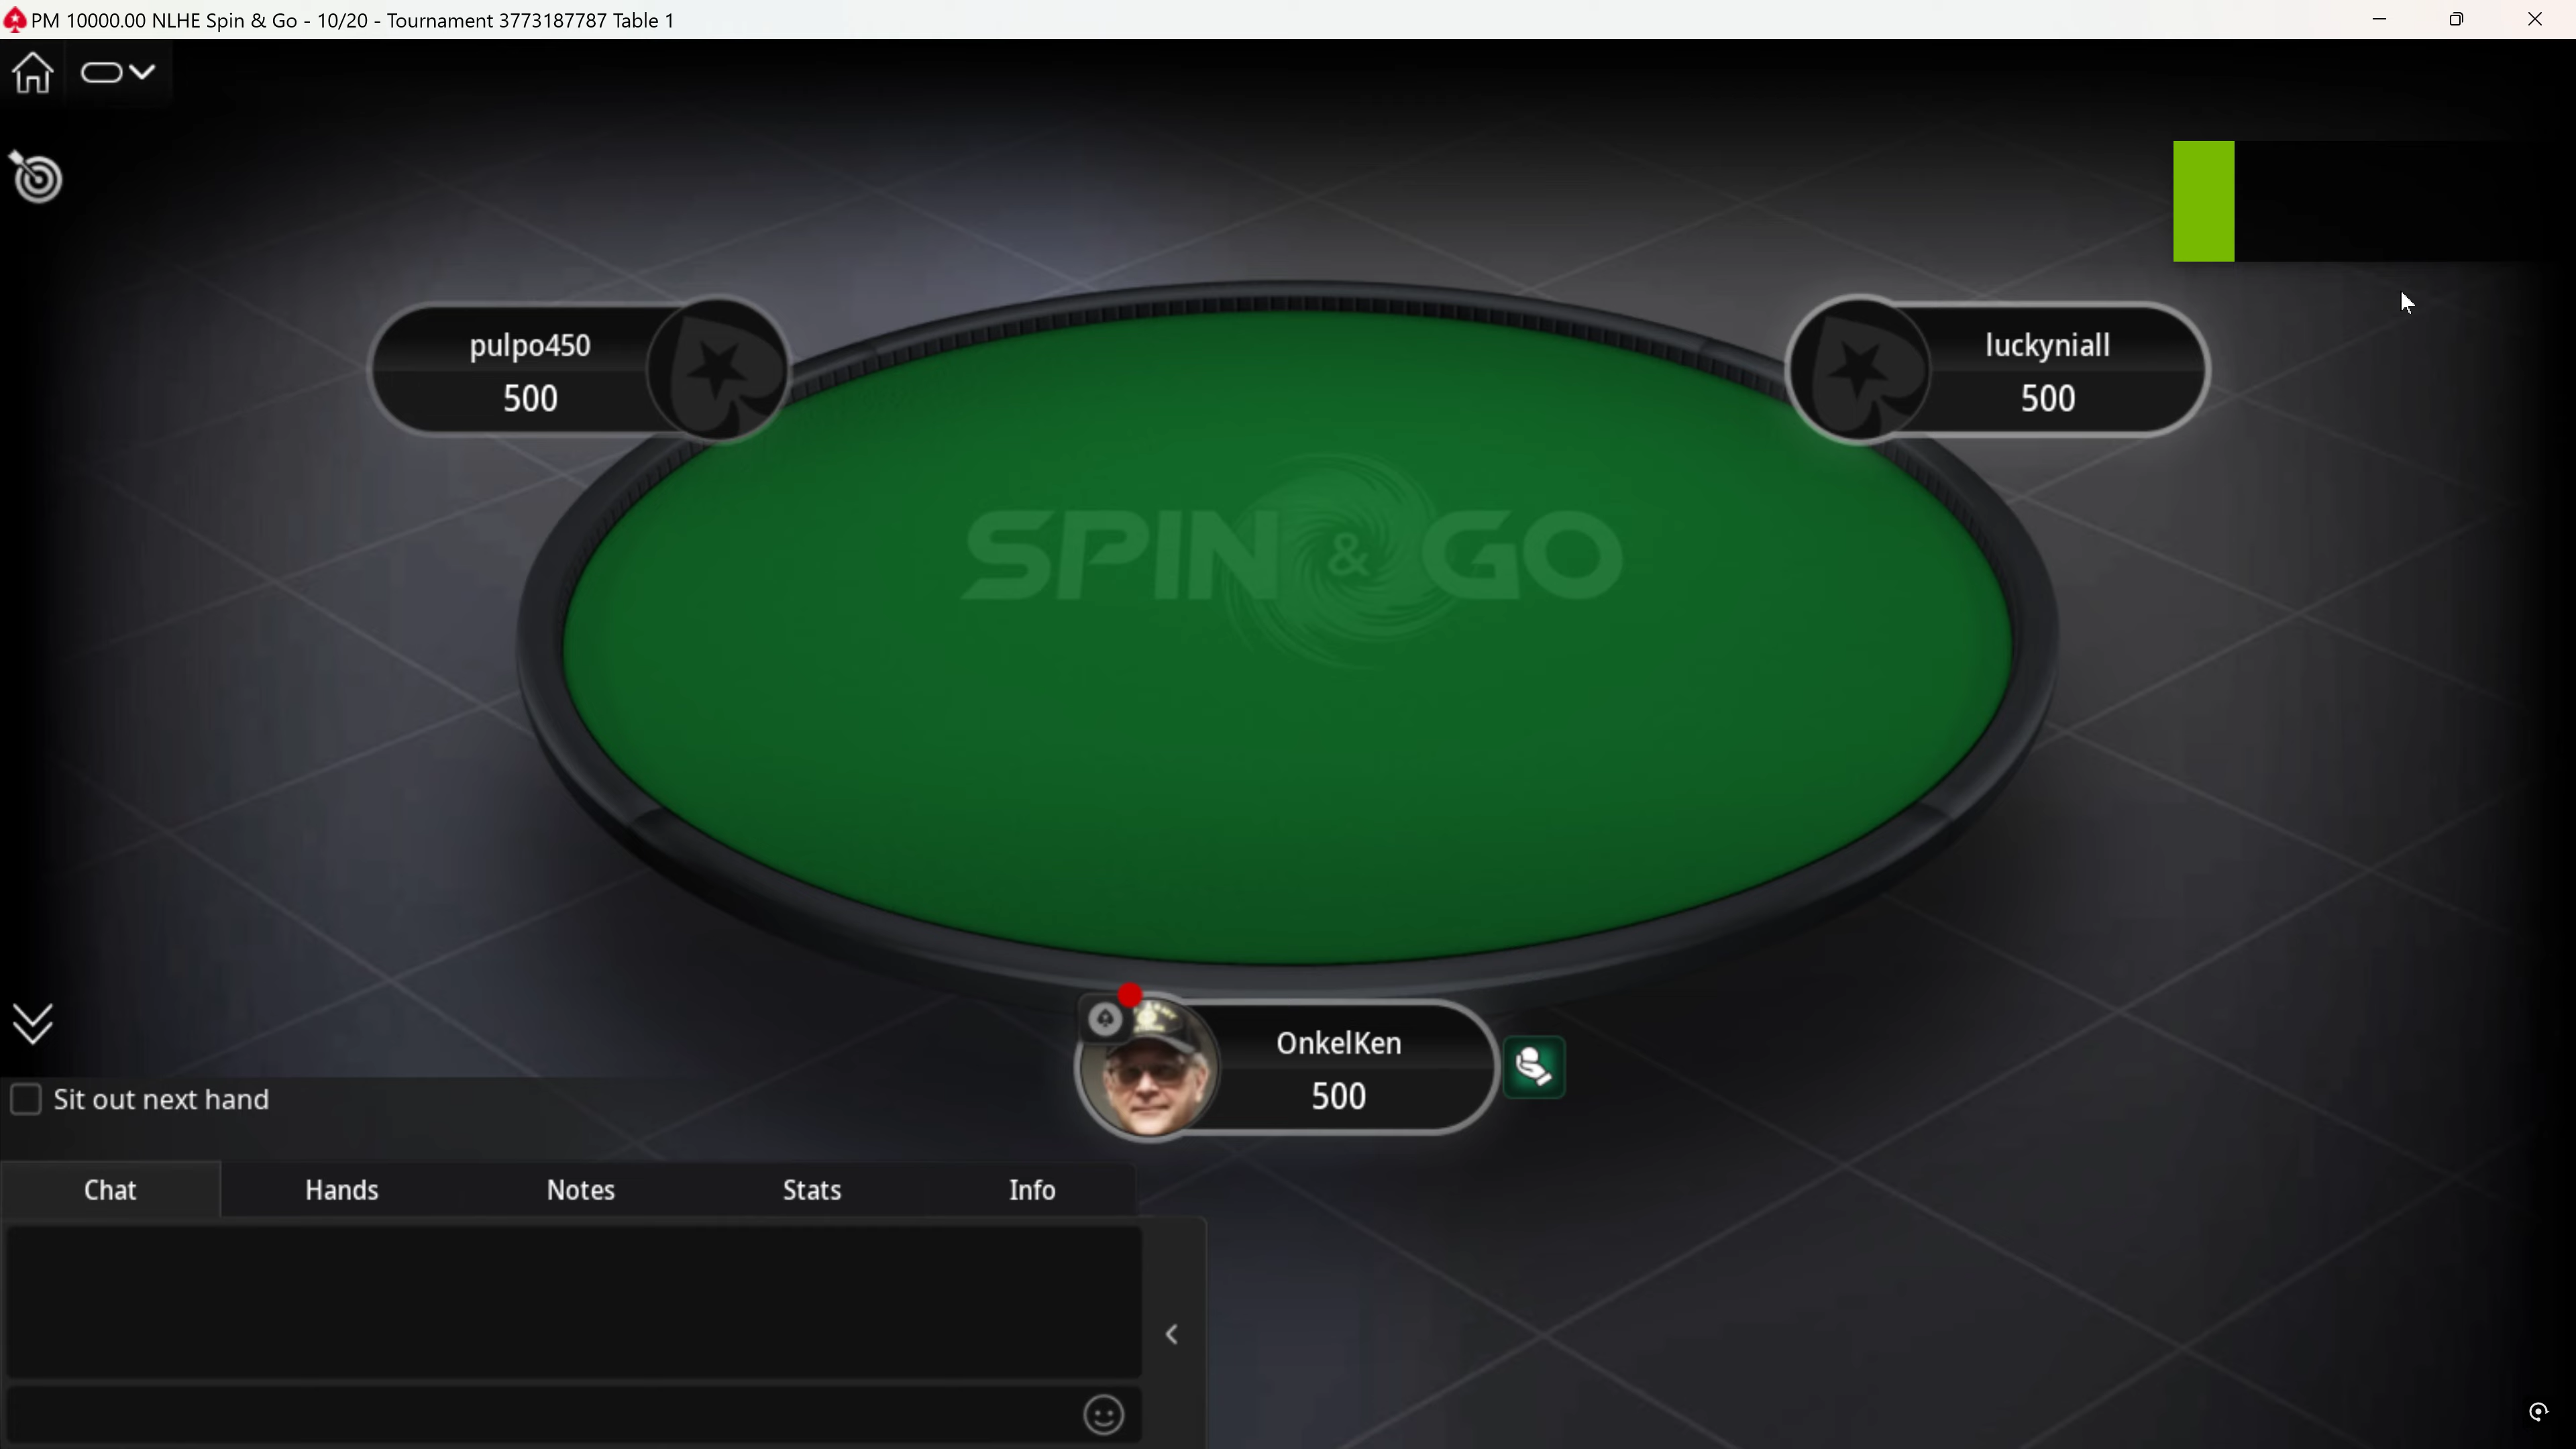 PM 10000.00 NLHE Spin & Go - 10/20 - Tournament 3773187787 Table 1
pulpo450
500
luckyniall
500
SPIN & GO
OnkelKen
500
Sit out next hand
Chat Hands Notes Stats Info